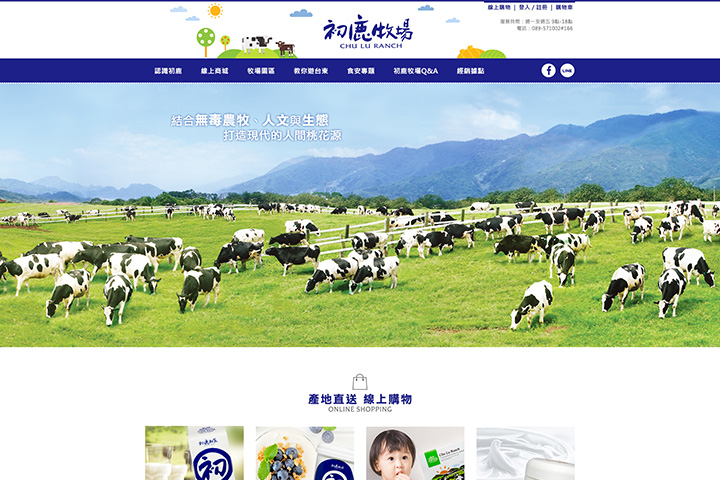 線上購物 | 登入 / 註冊 | 購物車
初鹿牧場
CHU LU RANCH
服務時間：週一至週五 8點-18點
電話：089-571002#166
認識初鹿 線上商城 牧場園區 教你遊台東 食安專題 初鹿牧場Q&A 經銷據點
f LINE
結合無毒農牧、人文與生態
打造現代的人間桃花源
產地直送 線上購物
ONLINE SHOPPING
初鹿牧場
初
Chu Lu Ranch